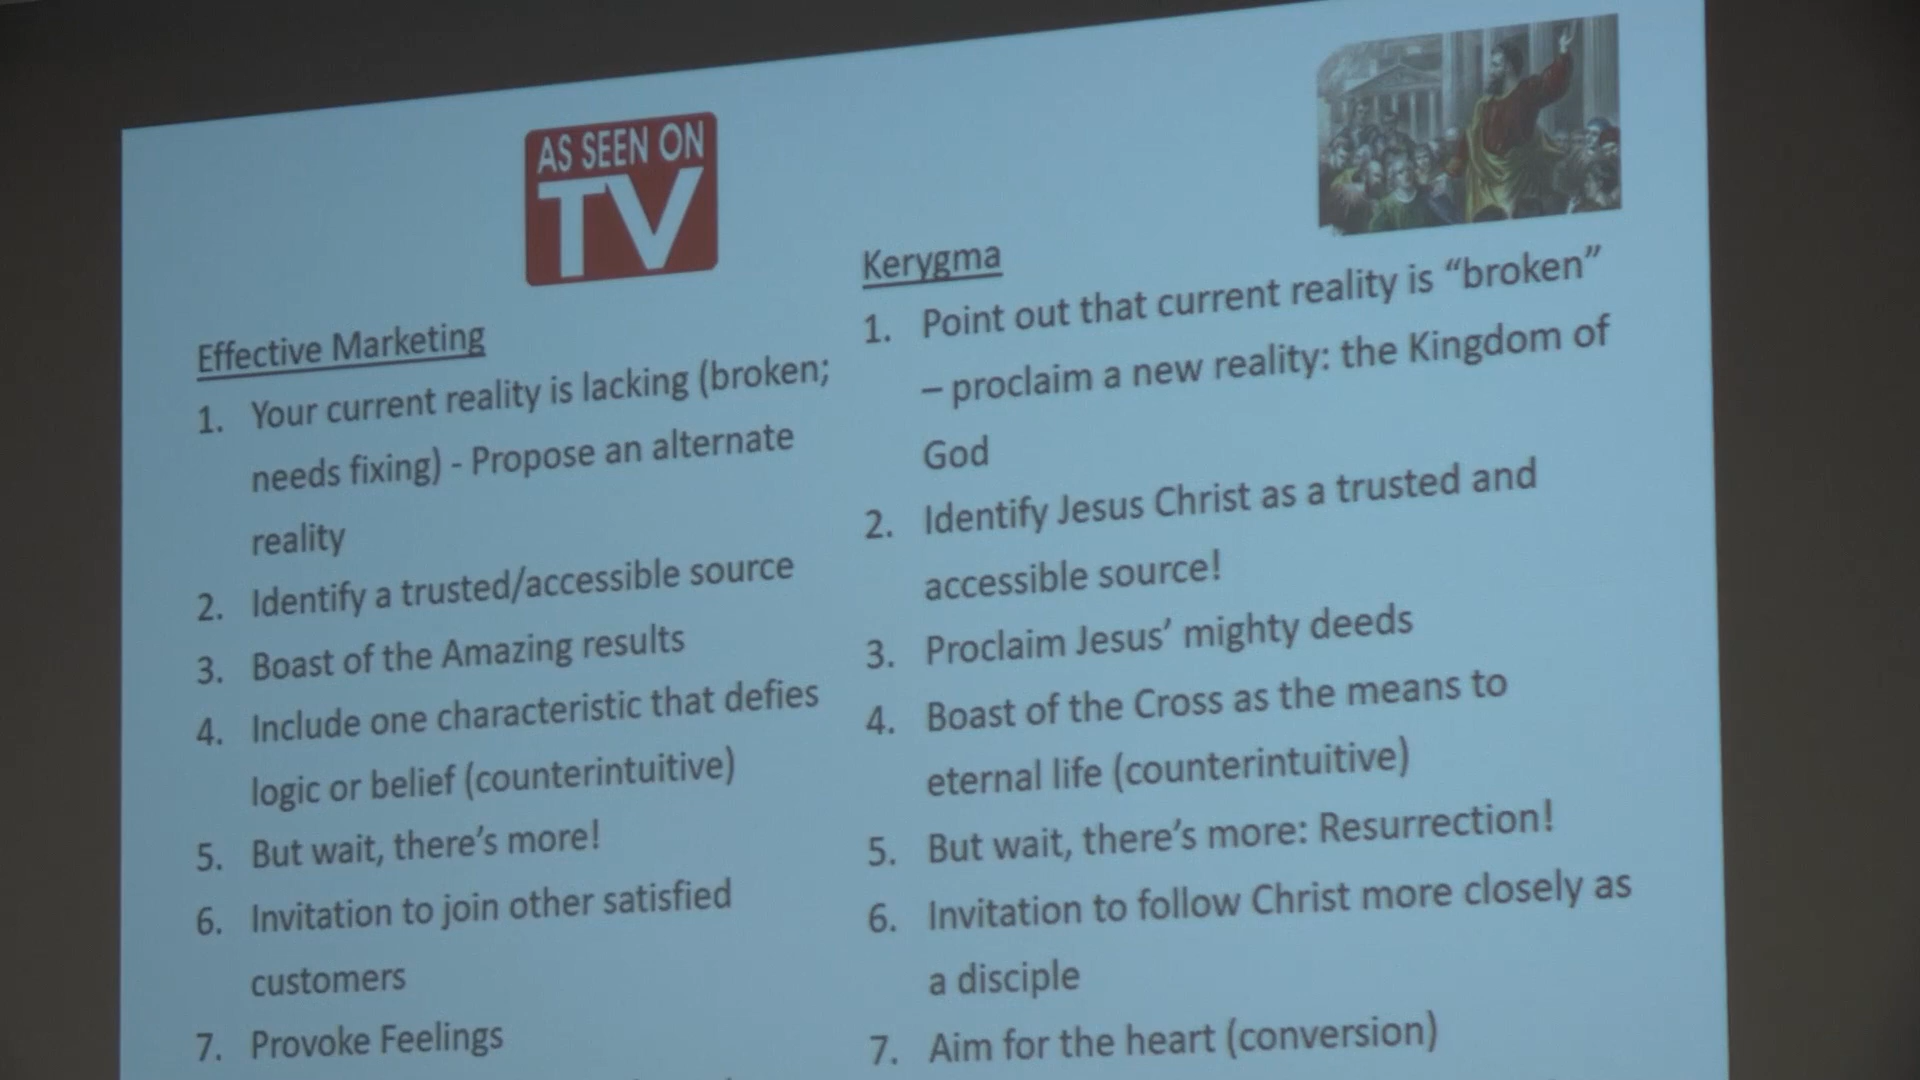 AS SEEN ON
TV
Effective Marketing
1. Your current reality is lacking (broken;
needs fixing) - Propose an alternate
reality
2. Identify a trusted/accessible source
3. Boast of the Amazing results
4. Include one characteristic that defies
logic or belief (counterintuitive)
5. But wait, there's more!
6. Invitation to join other satisfied
customers
7. Provoke Feelings
Kerygma
1. Point out that current reality is “broken”
– proclaim a new reality: the Kingdom of
God
2. Identify Jesus Christ as a trusted and
accessible source!
3. Proclaim Jesus’ mighty deeds
4. Boast of the Cross as the means to
eternal life (counterintuitive)
5. But wait, there’s more: Resurrection!
6. Invitation to follow Christ more closely as
a disciple
7. Aim for the heart (conversion)